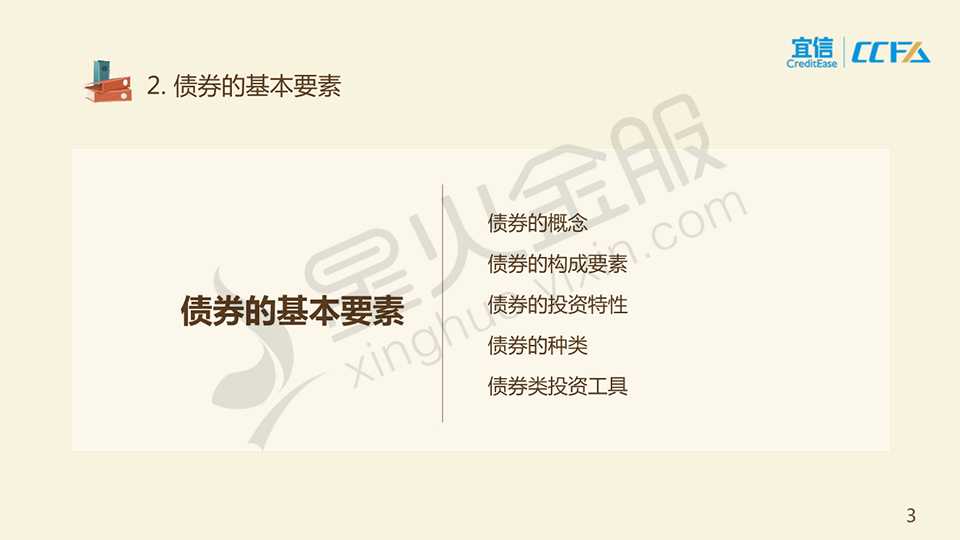 宜信
CreditEase
CCFA
2. 债券的基本要素
债券的基本要素
债券的概念
债券的构成要素
债券的投资特性
债券的种类
债券类投资工具
星火金服
xinghuo.yixin.com
3